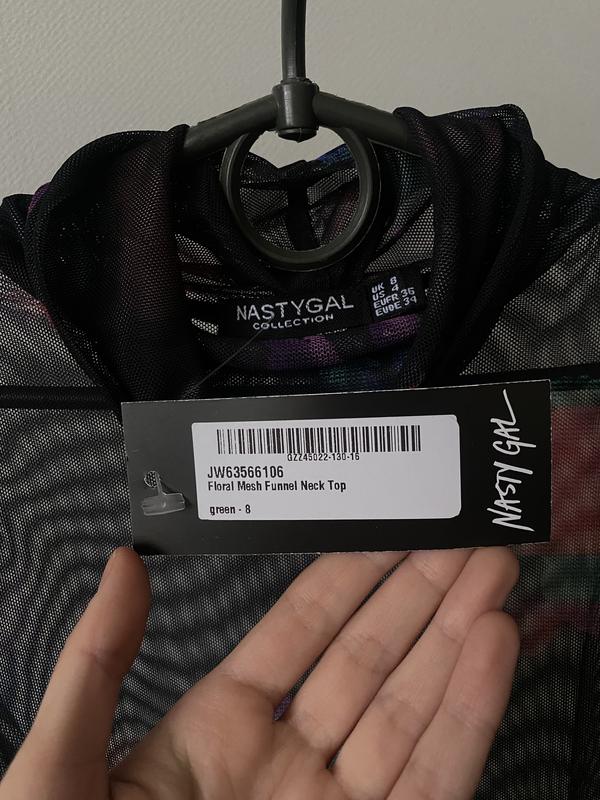 NASTYGAL
COLLECTION
UK 8
US 4
EUFR 36
EUDE 34
GZZ45022-130-16
JW63566106
Floral Mesh Funnel Neck Top
green - 8
NASTY GAL